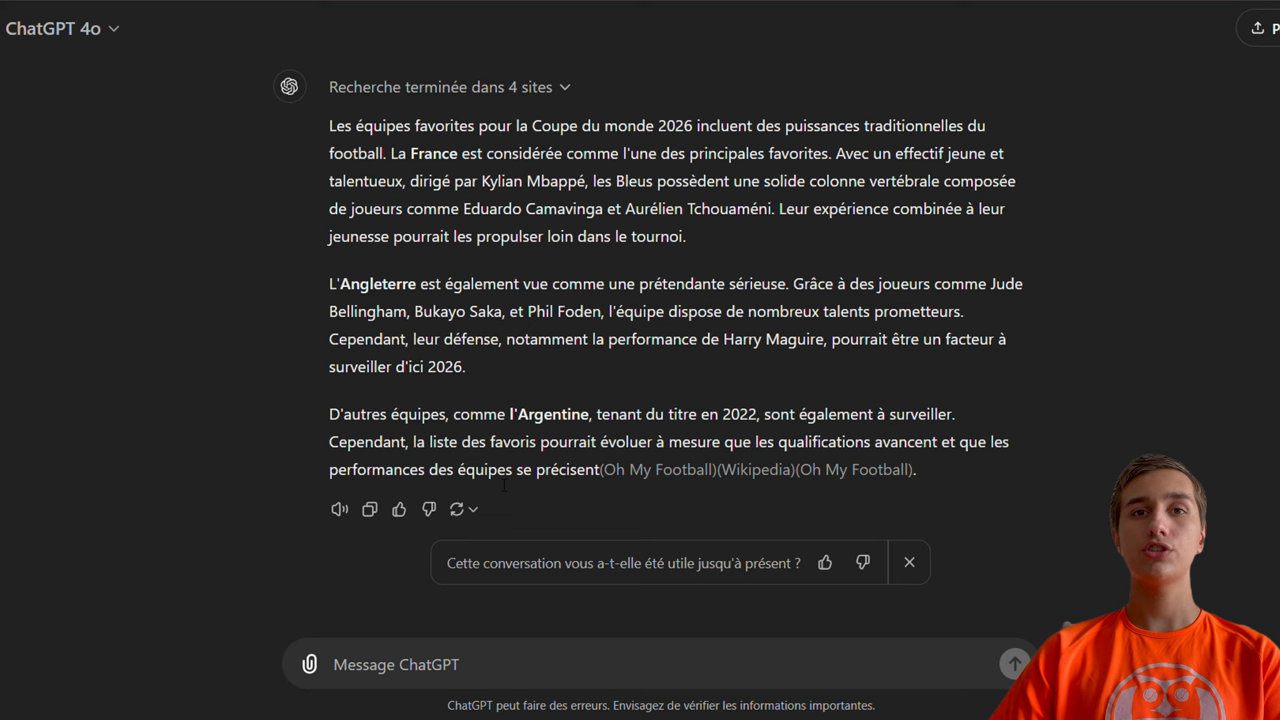 ChatGPT 4o
Recherche terminée dans 4 sites
Les équipes favorites pour la Coupe du monde 2026 incluent des puissances traditionnelles du
football. La France est considérée comme l'une des principales favorites. Avec un effectif jeune et
talentueux, dirigé par Kylian Mbappé, les Bleus possèdent une solide colonne vertébrale composée
de joueurs comme Eduardo Camavinga et Aurélien Tchouaméni. Leur expérience combinée à leur
jeunesse pourrait les propulser loin dans le tournoi.
L'Angleterre est également vue comme une prétendante sérieuse. Grâce à des joueurs comme Jude
Bellingham, Bukayo Saka, et Phil Foden, l'équipe dispose de nombreux talents prometteurs.
Cependant, leur défense, notamment la performance de Harry Maguire, pourrait être un facteur à
surveiller d'ici 2026.
D'autres équipes, comme l'Argentine, tenant du titre en 2022, sont également à surveiller.
Cependant, la liste des favoris pourrait évoluer à mesure que les qualifications avancent et que les
performances des équipes se précisent(Oh My Football)(Wikipedia)(Oh My Football).
Cette conversation vous a-t-elle été utile jusqu'à présent ?
Message ChatGPT
ChatGPT peut faire des erreurs. Envisagez de vérifier les informations importantes.